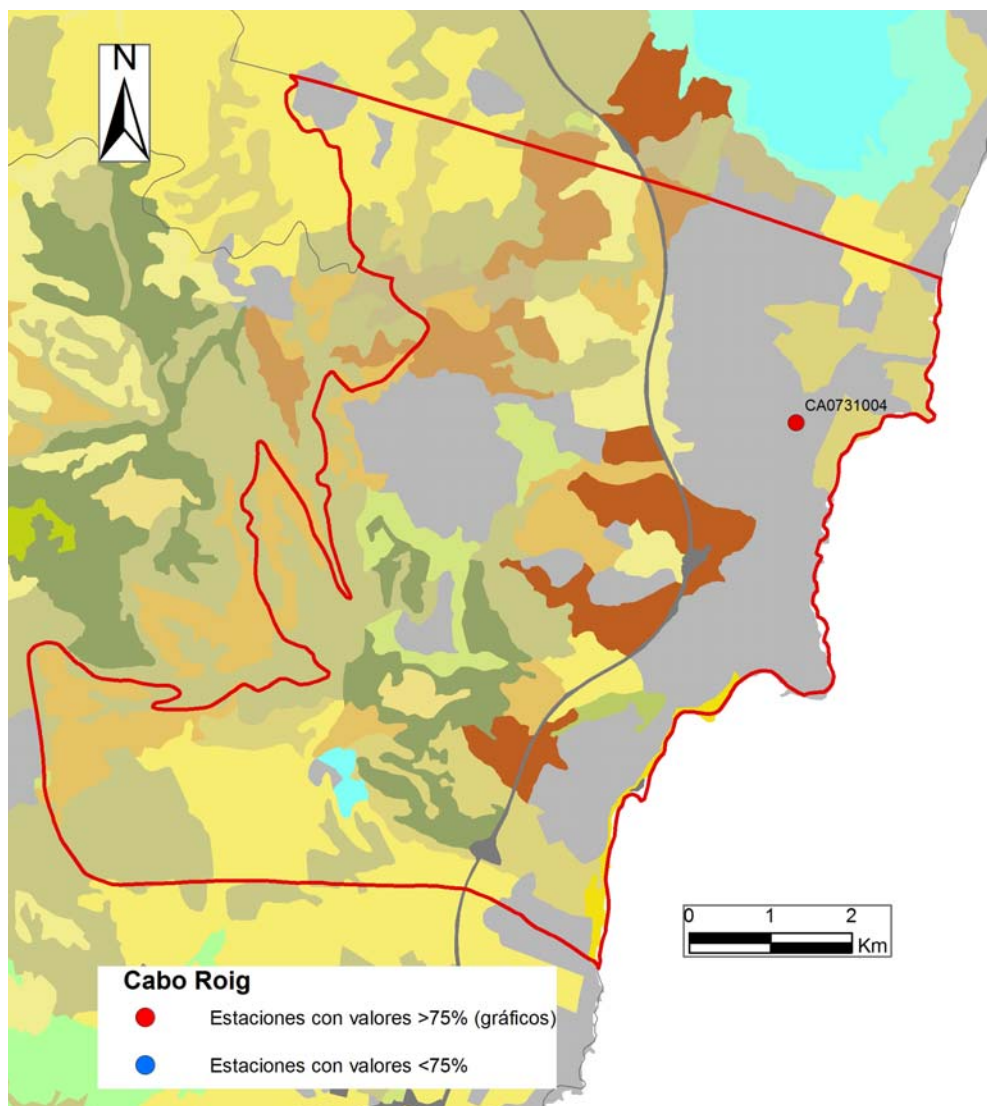 N
CA0731004
0 1 2
Km
Cabo Roig
Estaciones con valores >75% (gráficos)
Estaciones con valores <75%